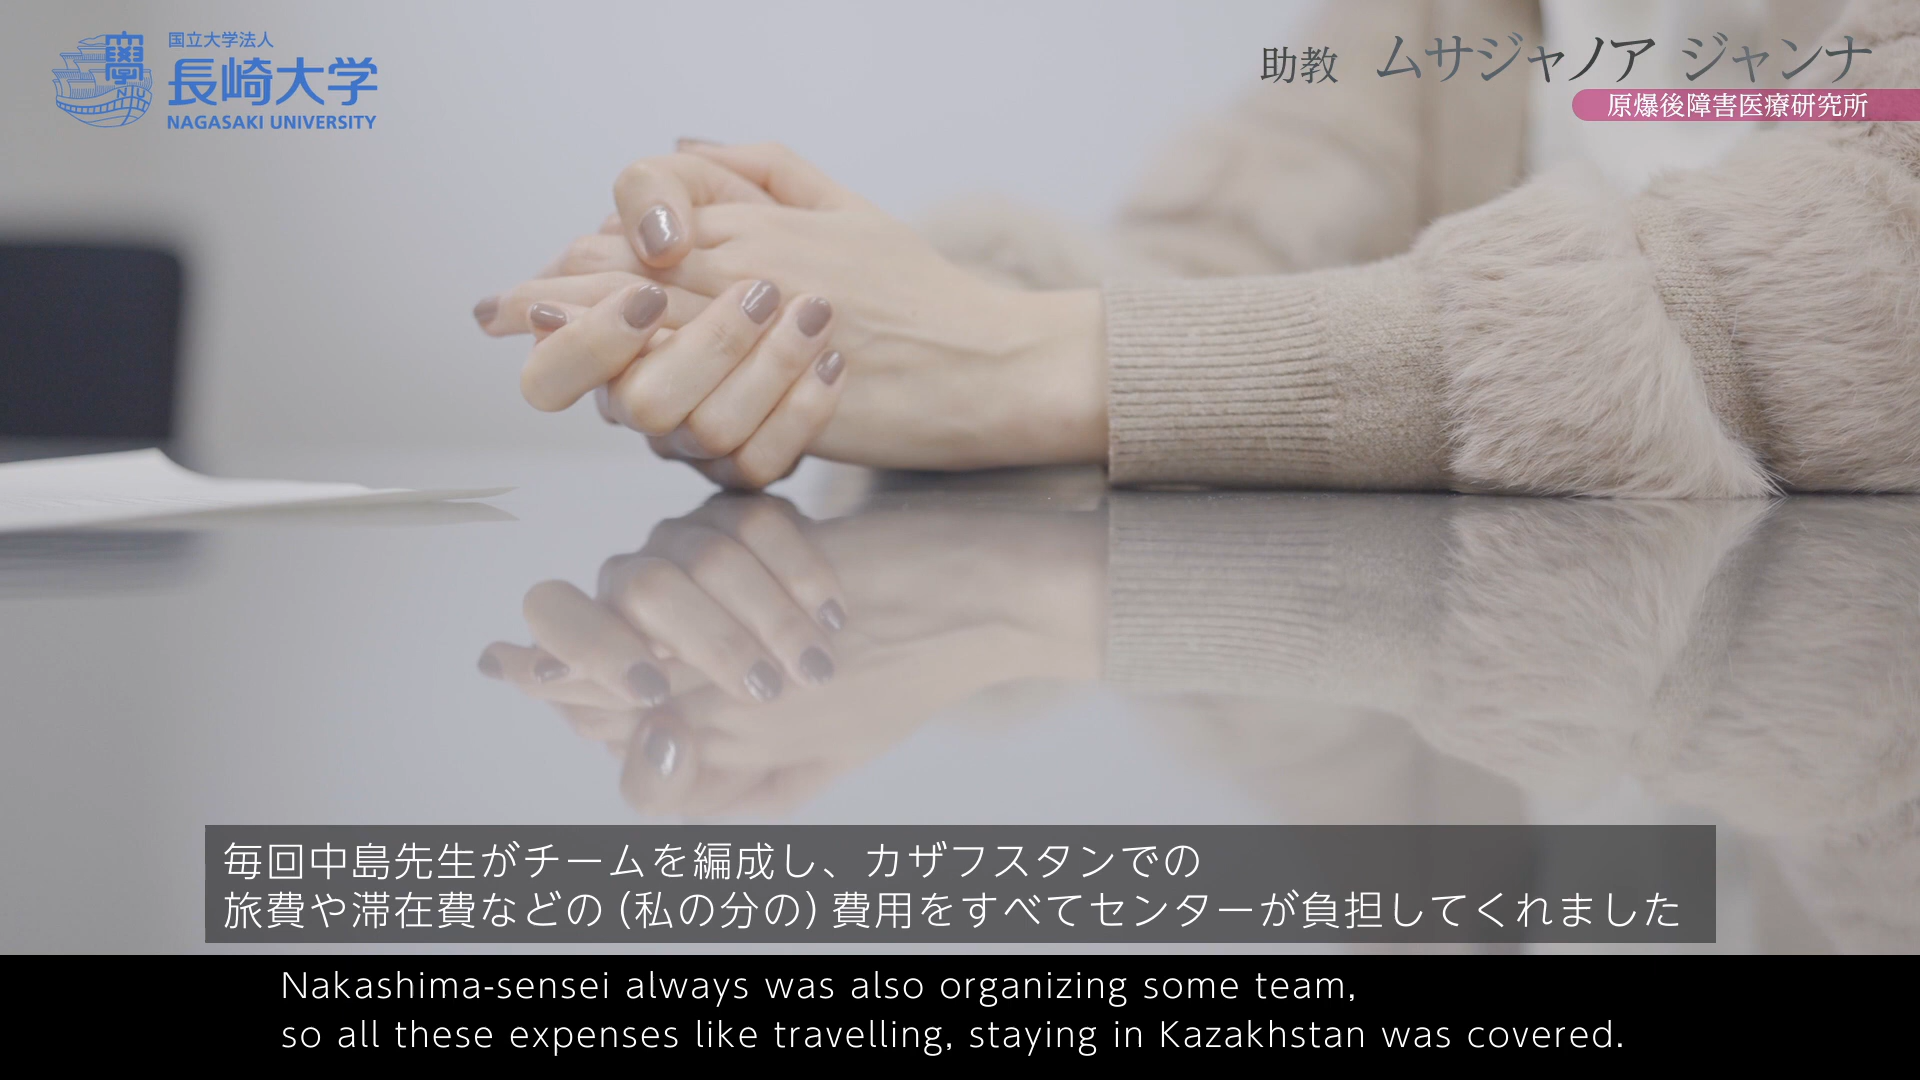 国立大学法人
長崎大学
NAGASAKI UNIVERSITY
助教 ムサジャノア ジャンナ
原爆後障害医療研究所
毎回中島先生がチームを編成し、カザフスタンでの
旅費や滞在費などの(私の分の)費用をすべてセンターが負担してくれました
Nakashima-sensei always was also organizing some team,
so all these expenses like travelling, staying in Kazakhstan was covered.